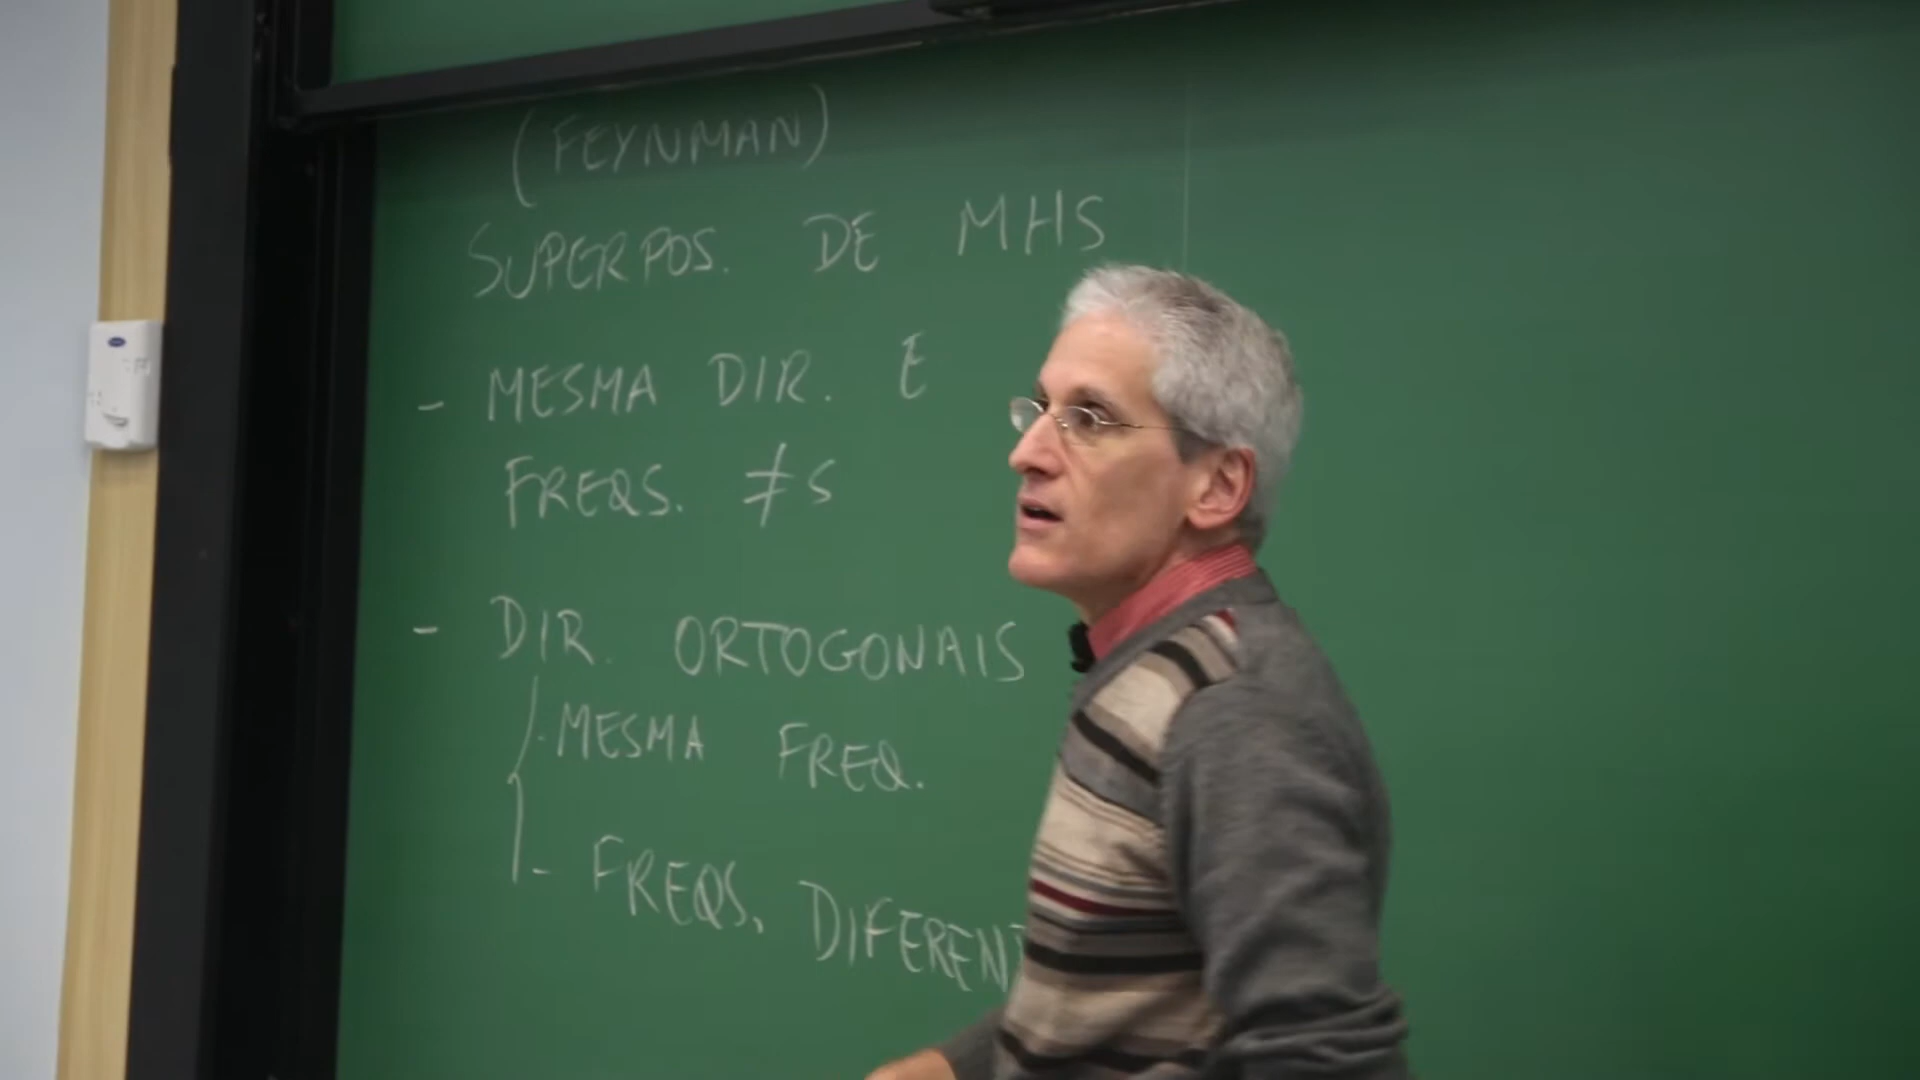 (FEYNMAN)
SUPERPOS. DE MHS
- MESMA DIR. E
FREQS. ≠s
- DIR. ORTOGONAIS
· MESMA FREQ.
- FREQS. DIFERENT